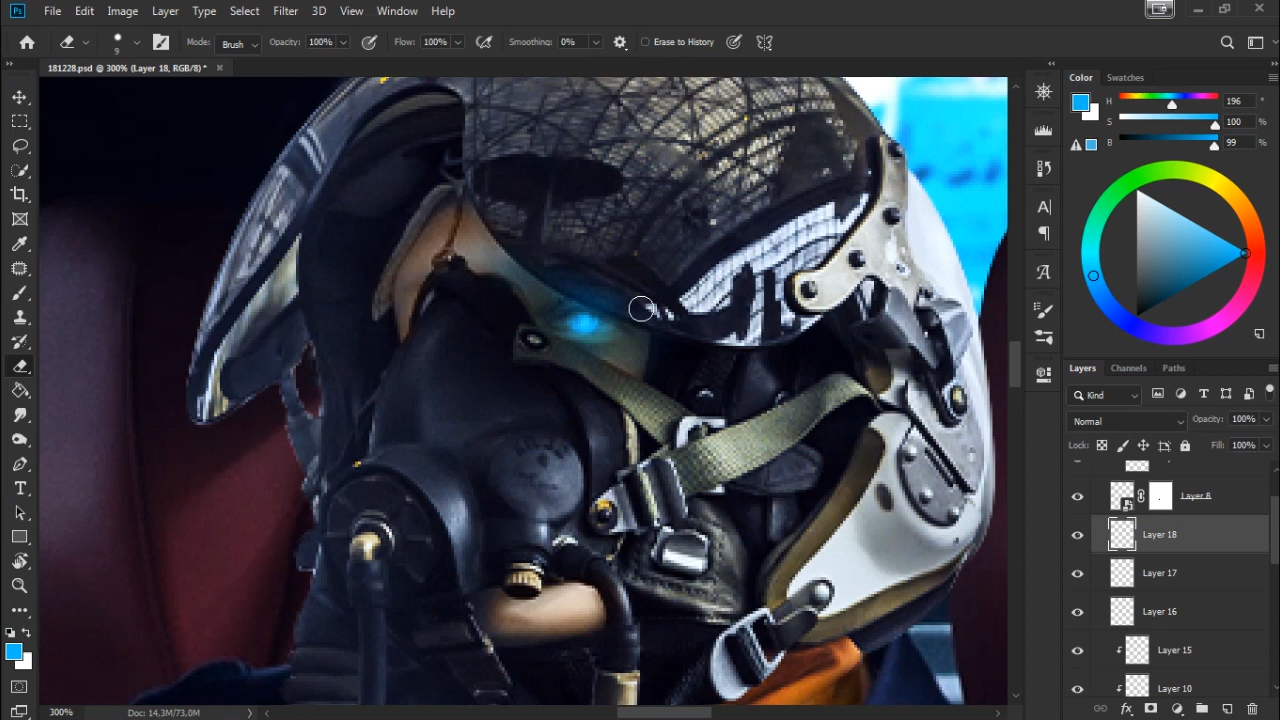 Ps File Edit Image Layer Type Select Filter 3D View Window Help
9 Mode: Brush Opacity: 100% Flow: 100% Smoothing: 0% Erase to History
181228.psd @ 300% (Layer 18, RGB/8) *
Color Swatches
H 196 °
S 100 %
B 99 %
Layers Channels Paths
Kind
Normal Opacity: 100%
Lock: Fill: 100%
Layer 8
Layer 18
Layer 17
Layer 16
Layer 15
Layer 10
300% Doc: 14,3M/73,0M